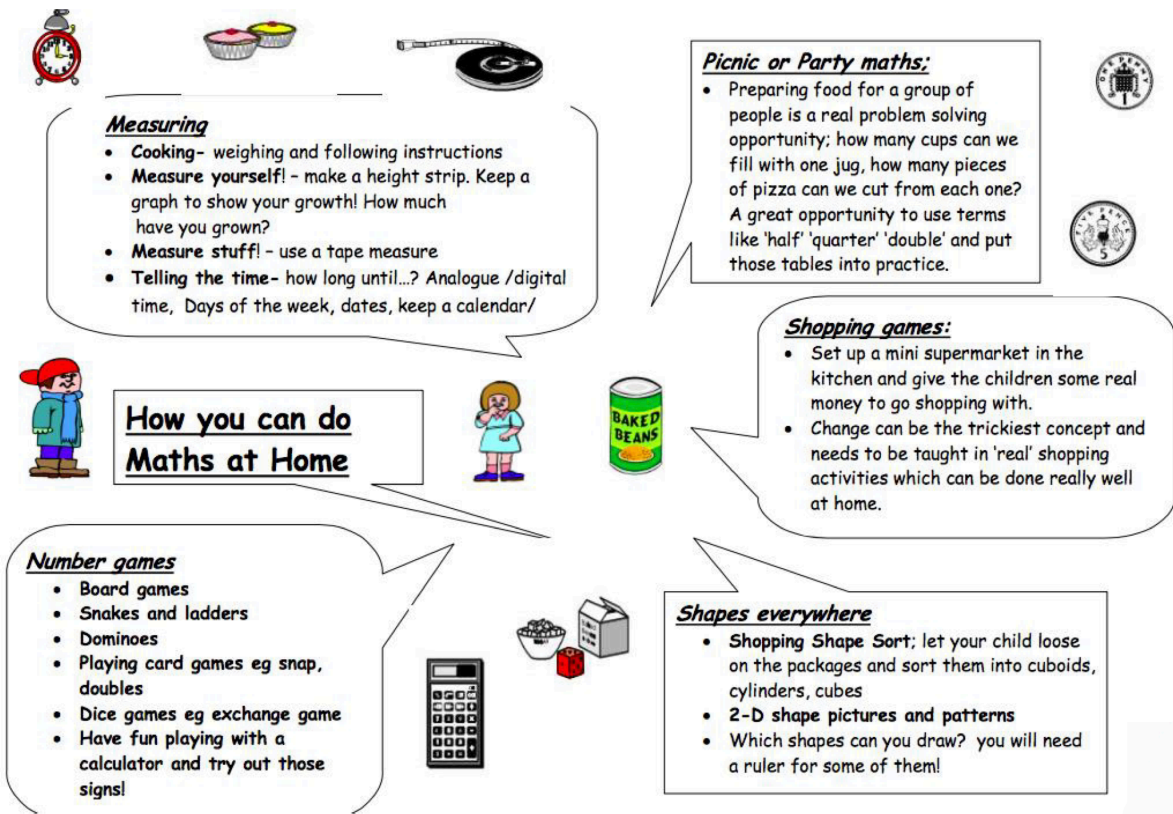 Measuring
• Cooking- weighing and following instructions
• Measure yourself! – make a height strip. Keep a
graph to show your growth! How much
have you grown?
• Measure stuff! – use a tape measure
• Telling the time- how long until...? Analogue /digital
time, Days of the week, dates, keep a calendar/
Picnic or Party maths;
• Preparing food for a group of
people is a real problem solving
opportunity; how many cups can we
fill with one jug, how many pieces
of pizza can we cut from each one?
A great opportunity to use terms
like 'half' 'quarter' 'double' and put
those tables into practice.
ONE PENNY
1
FIVE PENCE
5
How you can do
Maths at Home
BAKED
BEANS
Shopping games:
• Set up a mini supermarket in the
kitchen and give the children some real
money to go shopping with.
• Change can be the trickiest concept and
needs to be taught in 'real' shopping
activities which can be done really well
at home.
Number games
• Board games
• Snakes and ladders
• Dominoes
• Playing card games eg snap,
doubles
• Dice games eg exchange game
• Have fun playing with a
calculator and try out those
signs!
Shapes everywhere
• Shopping Shape Sort; let your child loose
on the packages and sort them into cuboids,
cylinders, cubes
• 2-D shape pictures and patterns
• Which shapes can you draw? you will need
a ruler for some of them!